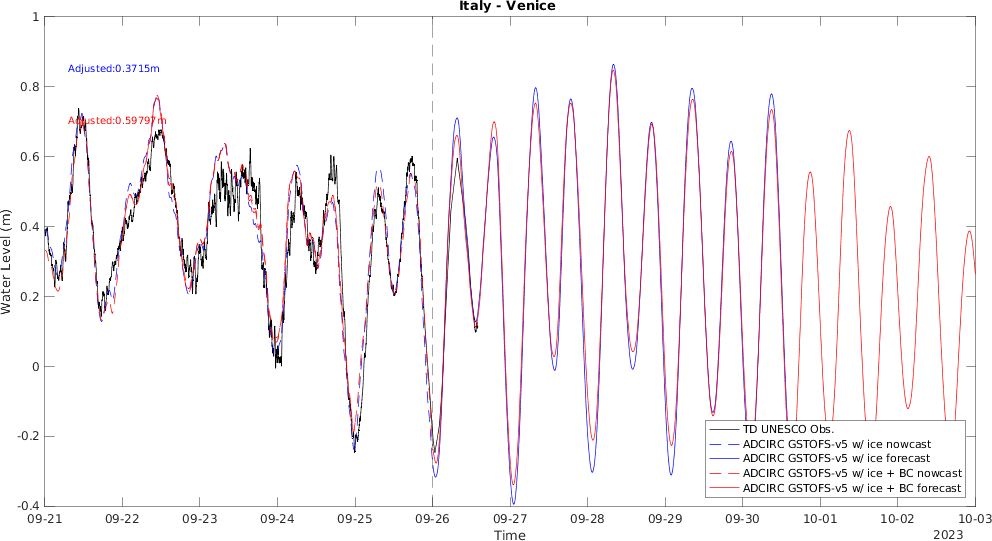 Italy - Venice
Adjusted:0.3715m
Adjusted:0.59797m
Water Level (m)
1
0.8
0.6
0.4
0.2
0
-0.2
-0.4
TD UNESCO Obs.
ADCIRC GSTOFS-v5 w/ ice nowcast
ADCIRC GSTOFS-v5 w/ ice forecast
ADCIRC GSTOFS-v5 w/ ice + BC nowcast
ADCIRC GSTOFS-v5 w/ ice + BC forecast
09-21 09-22 09-23 09-24 09-25 09-26 09-27 09-28 09-29 09-30 10-01 10-02 10-03
Time
2023